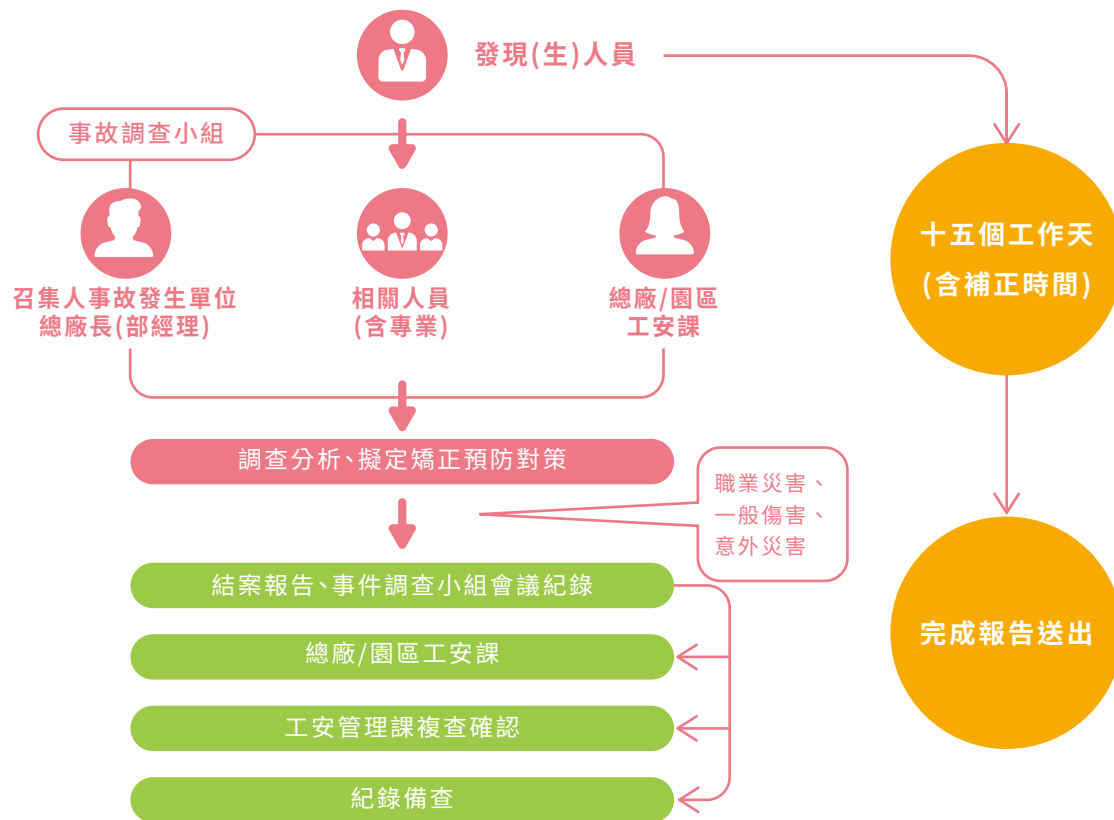 發現(生)人員
事故調查小組
召集人事故發生單位
總廠長(部經理)
相關人員
(含專業)
總廠/園區
工安課
調查分析、擬定矯正預防對策
職業災害、
一般傷害、
意外災害
結案報告、事件調查小組會議紀錄
總廠/園區工安課
工安管理課複查確認
紀錄備查
十五個工作天
(含補正時間)
完成報告送出